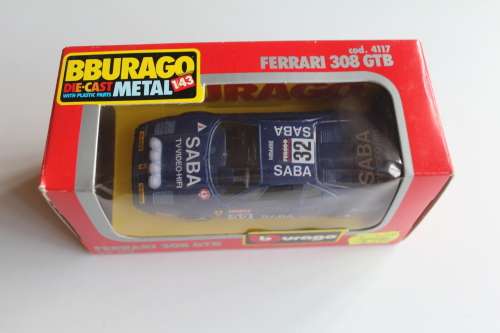 BBURAGO
DIE-CAST METAL 1/43
WITH PLASTIC PARTS
cod. 4117
FERRARI 308 GTB
BURAGO
SABA
TV-VIDEO-HIFI
SABA
32
SABA
SABA
FERRARI 308 GTB
burago